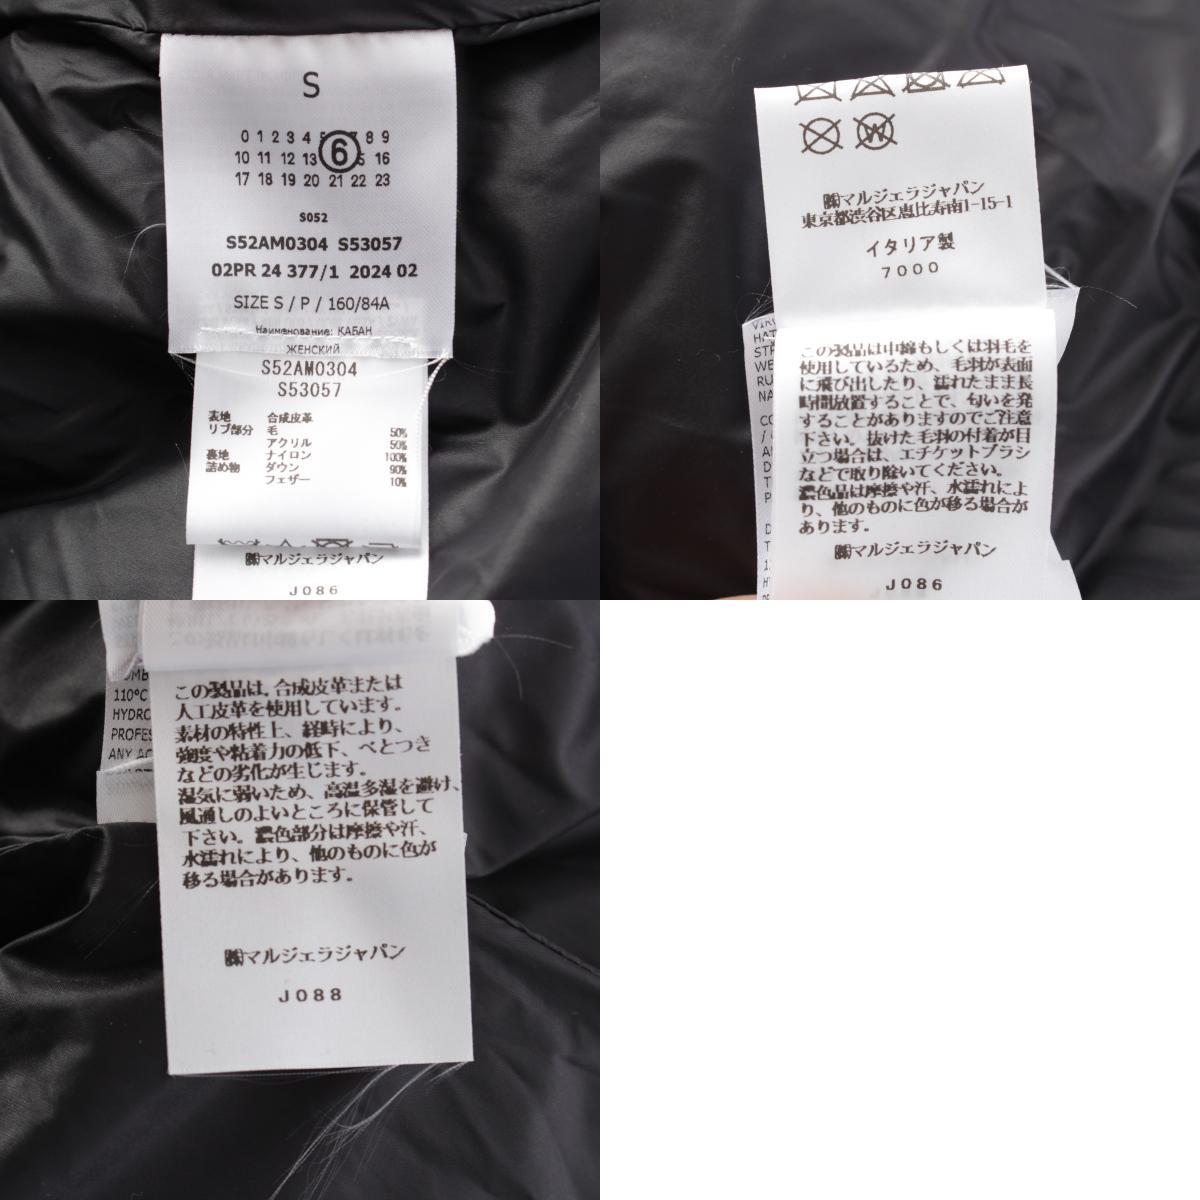 S
0 1 2 3 4 8 9
10 11 12 13 6 16
17 18 19 20 21 22 23
S052
S52AM0304 S53057
02PR 24 377/1 2024 02
SIZE S / P / 160/84A
Наименование: КАБАН
ЖЕНСКИЙ
S52AM0304
S53057
表地 合成皮革
リブ部分 毛 50%
アクリル 50%
裏地 ナイロン 100%
詰め物 ダウン 90%
フェザー 10%
㈱マルジェラジャパン
J086
㈱マルジェラジャパン
東京都渋谷区恵比寿南1-15-1
イタリア製
7000
この製品は中綿もしくは羽毛を
使用しているため、毛羽が表面
に飛び出したり、濡れたまま長
時間放置することで、匂いを発
することがありますのでご注意
下さい。抜けた毛羽の付着が目
立つ場合は、エチケットブラシ
などで取り除いてください。
濃色品は摩擦や汗、水濡れによ
り、他のものに色が移る場合が
あります。
㈱マルジェラジャパン
J086
110°C
HYDRO
PROFES
ANY AC
この製品は、合成皮革または
人工皮革を使用しています。
素材の特性上、経時により、
強度や粘着力の低下、べとつき
などの劣化が生じます。
湿気に弱いため、高温多湿を避け、
風通しのよいところに保管して
下さい。濃色部分は摩擦や汗、
水濡れにより、他のものに色が
移る場合があります。
㈱マルジェラジャパン
J088